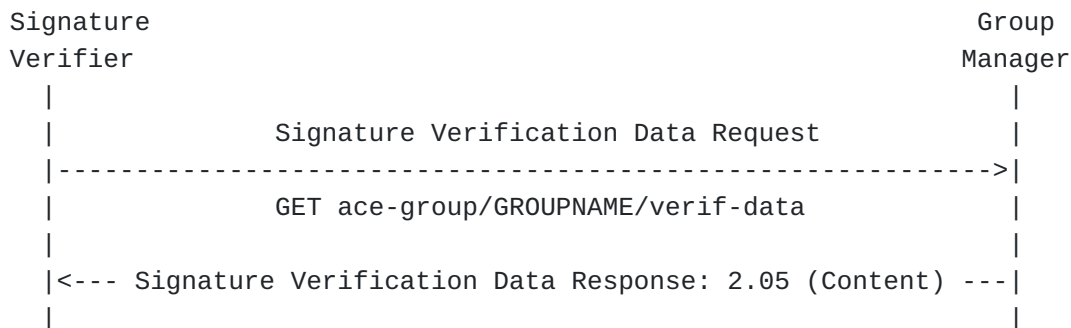 Signature Group
Verifier Manager
Signature Verification Data Request
GET ace-group/GROUPNAME/verif-data
Signature Verification Data Response: 2.05 (Content)